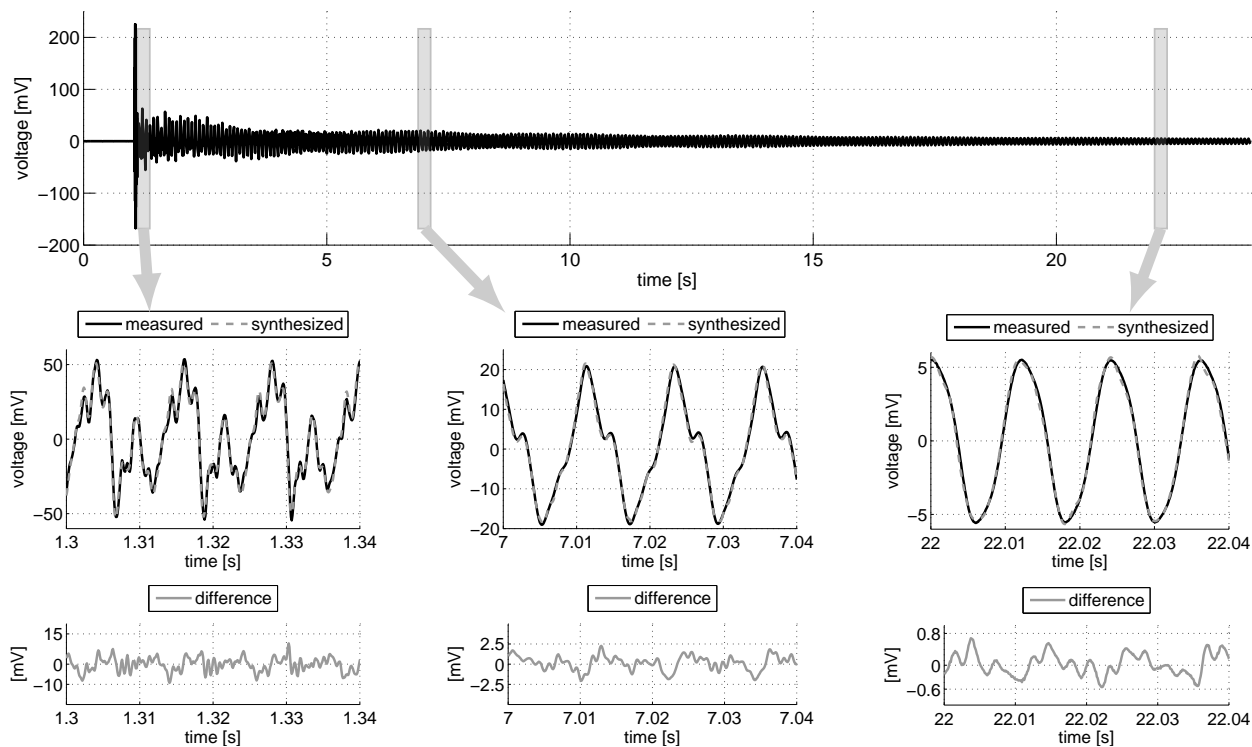 voltage [mV]
200
100
0
−100
−200
0 5 10 15 20
time [s]
measured synthesized
measured synthesized
measured synthesized
voltage [mV]
50
0
−50
1.3 1.31 1.32 1.33 1.34
time [s]
voltage [mV]
20
10
0
−10
−20
7 7.01 7.02 7.03 7.04
time [s]
voltage [mV]
5
0
−5
22 22.01 22.02 22.03 22.04
time [s]
difference
difference
difference
[mV]
15
0
−10
1.3 1.31 1.32 1.33 1.34
time [s]
[mV]
2.5
0
−2.5
7 7.01 7.02 7.03 7.04
time [s]
[mV]
0.8
0
−0.6
22 22.01 22.02 22.03 22.04
time [s]